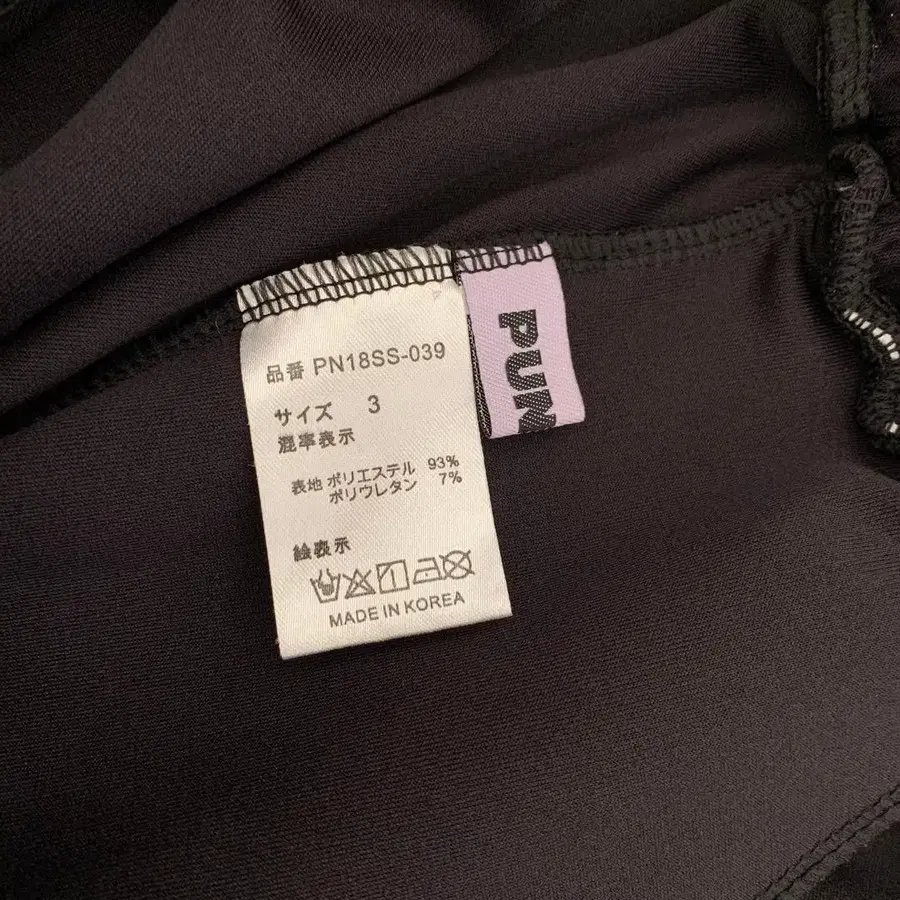 品番 PN18SS-039
サイズ 3
混率表示
表地 ポリエステル 93%
ポリウレタン 7%
絵表示
MADE IN KOREA
PUN